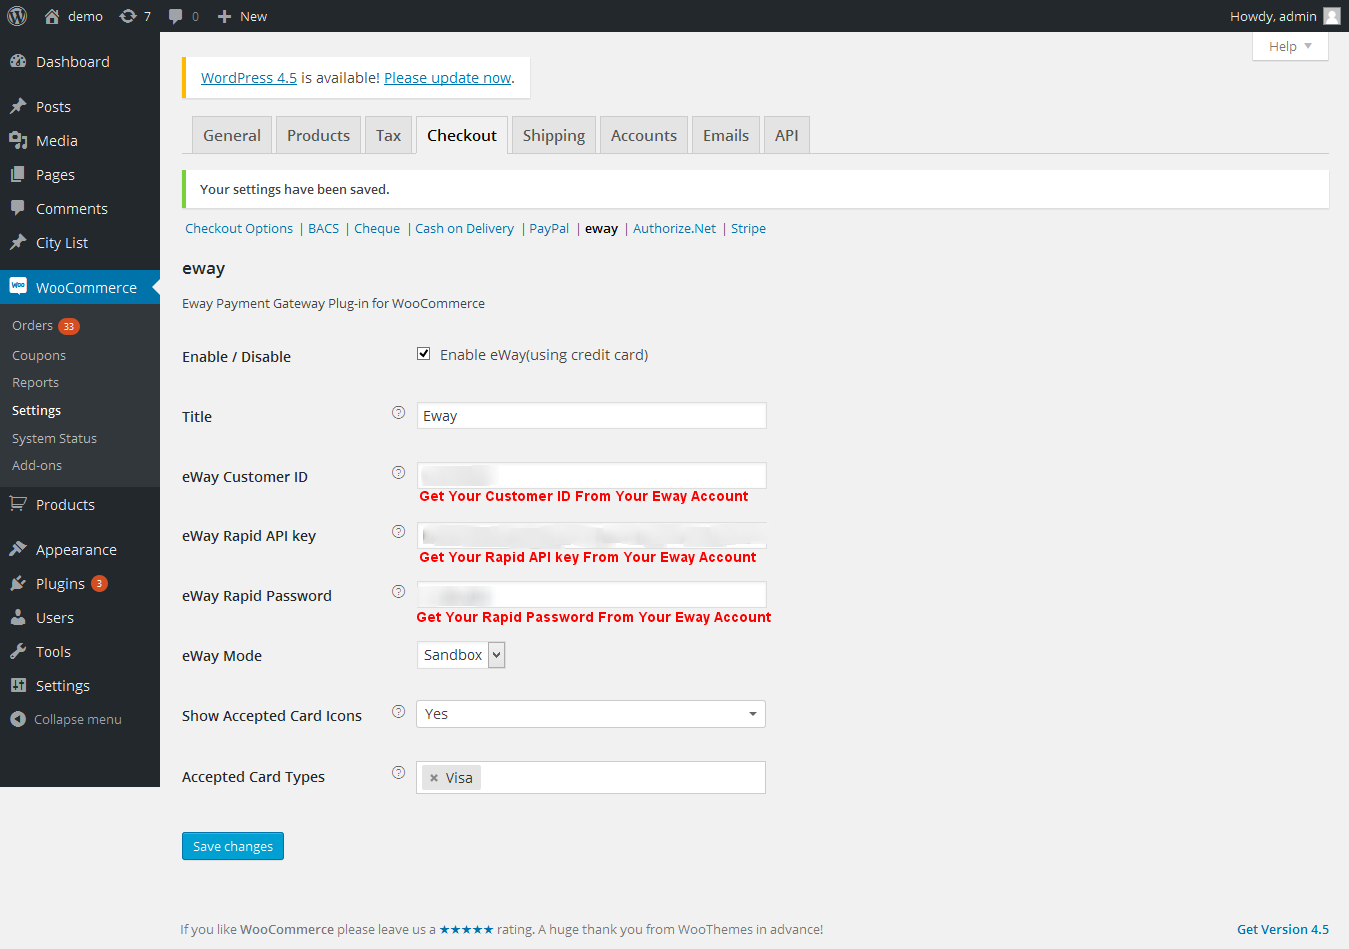 demo 7 0 New Howdy, admin
Help
Dashboard
Posts
Media
Pages
Comments
City List
WooCommerce
Orders 33
Coupons
Reports
Settings
System Status
Add-ons
Products
Appearance
Plugins 3
Users
Tools
Settings
Collapse menu
WordPress 4.5 is available! Please update now.
General Products Tax Checkout Shipping Accounts Emails API
Your settings have been saved.
Checkout Options | BACS | Cheque | Cash on Delivery | PayPal | eway | Authorize.Net | Stripe
eway
Eway Payment Gateway Plug-in for WooCommerce
Enable / Disable Enable eWay(using credit card)
Title ? Eway
eWay Customer ID ?
Get Your Customer ID From Your Eway Account
eWay Rapid API key ?
Get Your Rapid API key From Your Eway Account
eWay Rapid Password ?
Get Your Rapid Password From Your Eway Account
eWay Mode Sandbox
Show Accepted Card Icons ? Yes
Accepted Card Types ? × Visa
Save changes
If you like WooCommerce please leave us a ★★★★★ rating. A huge thank you from WooThemes in advance! Get Version 4.5